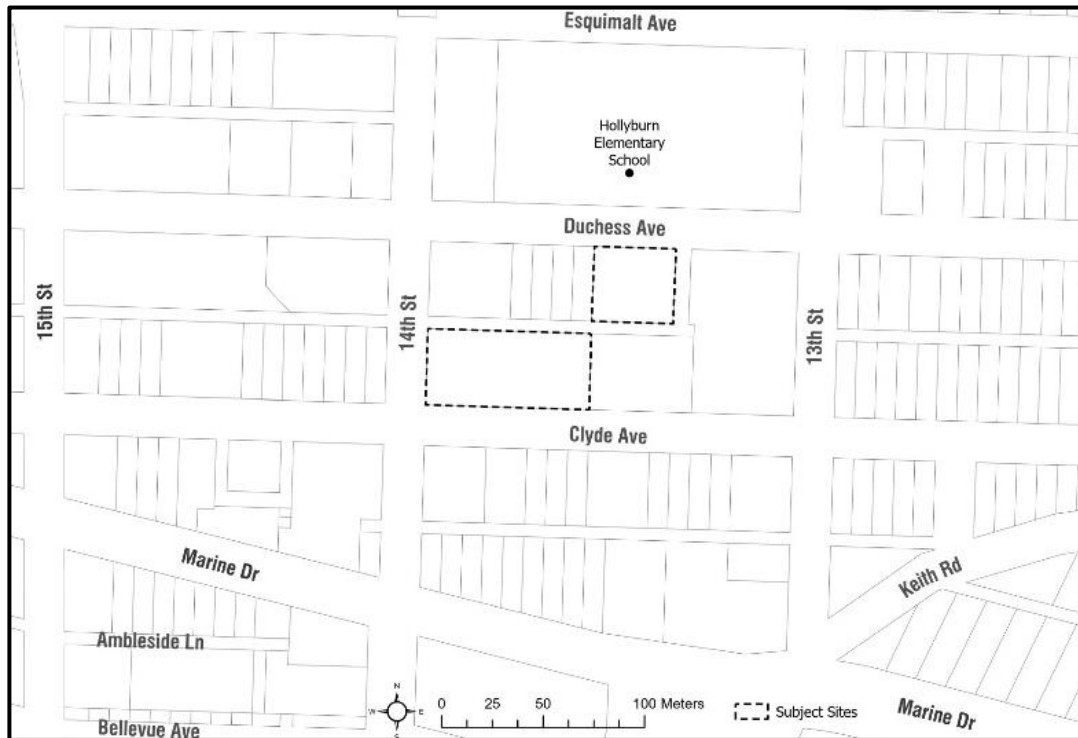 Esquimalt Ave
Hollyburn
Elementary
School
Duchess Ave
15th St
14th St
13th St
Clyde Ave
Marine Dr
Keith Rd
Ambleside Ln
N
W E
S
0 25 50 100 Meters
Subject Sites
Marine Dr
Bellevue Ave